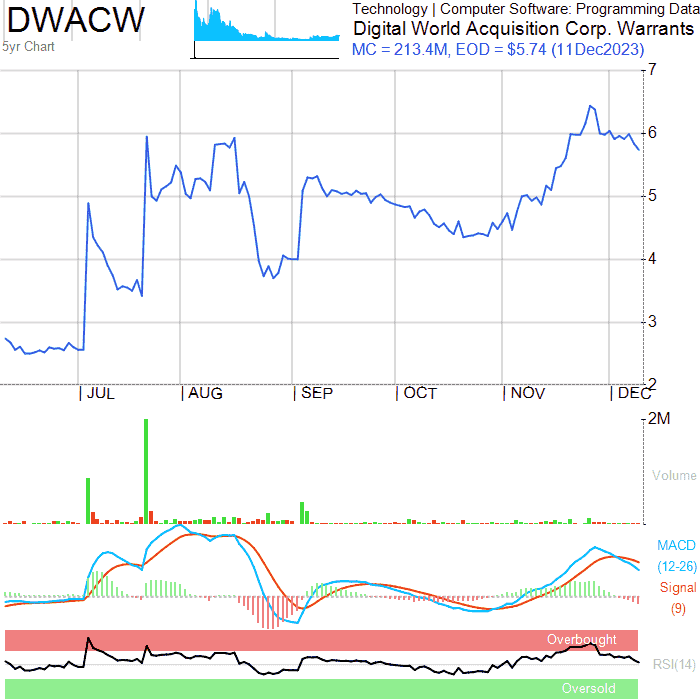 DWACW
5yr Chart
Technology | Computer Software: Programming Data
Digital World Acquisition Corp. Warrants
MC = 213.4M, EOD = $5.74 (11Dec2023)
7
6
5
4
3
2
| JUL | AUG | SEP | OCT | NOV | DEC
2M
Volume
MACD
(12-26)
Signal
(9)
Overbought
RSI(14)
Oversold